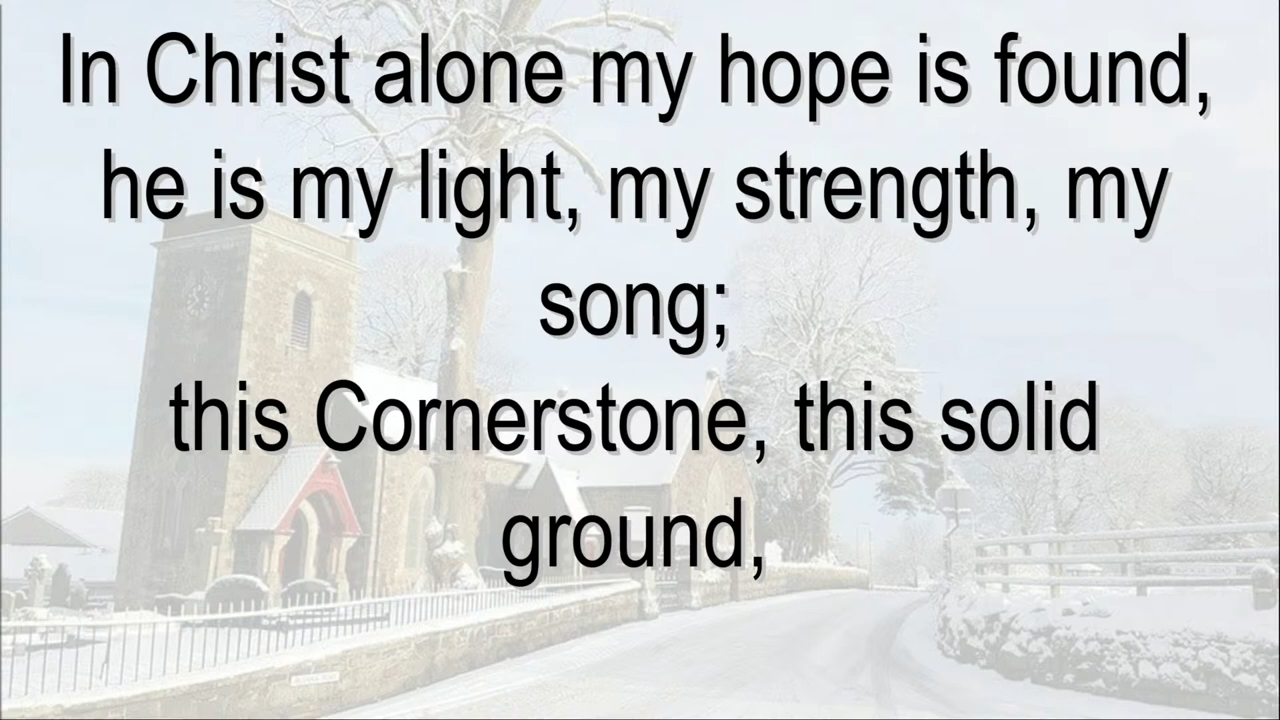 In Christ alone my hope is found,
he is my light, my strength, my
song;
this Cornerstone, this solid
ground,